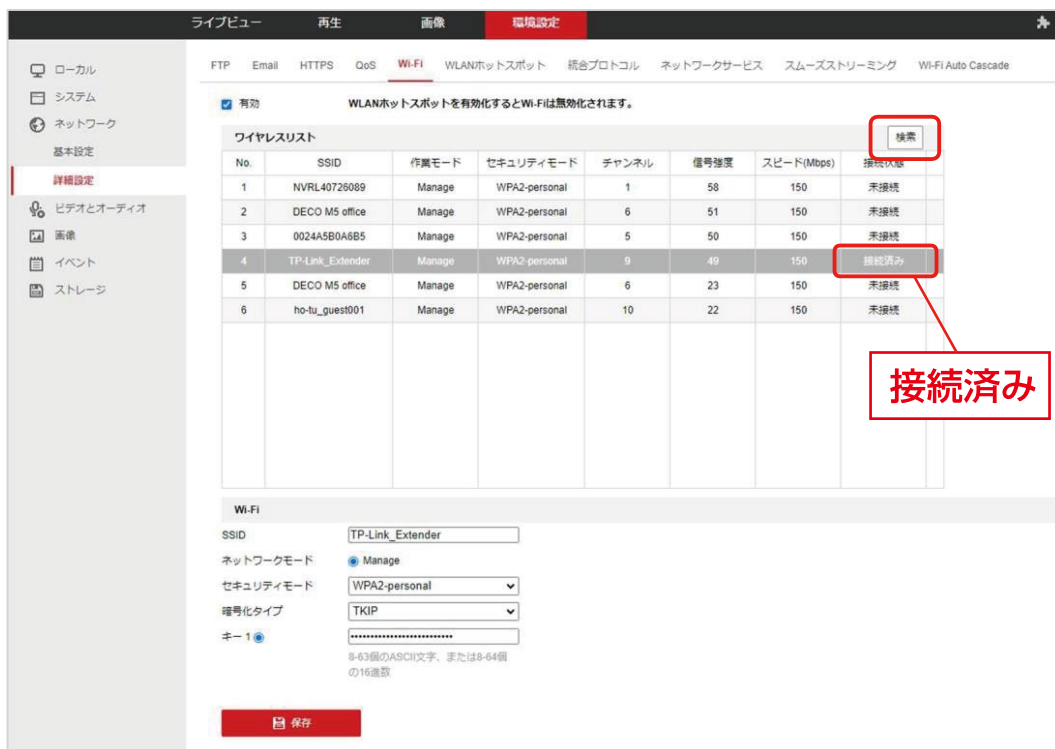 ライブビュー 再生 画像 環境設定
ローカル
システム
ネットワーク
基本設定
詳細設定
ビデオとオーディオ
画像
イベント
ストレージ
FTP Email HTTPS QoS Wi-Fi WLANホットスポット 統合プロトコル ネットワークサービス スムーズストリーミング Wi-Fi Auto Cascade
有効 WLANホットスポットを有効化するとWi-Fiは無効化されます。
ワイヤレスリスト 検索
No. SSID 作業モード セキュリティモード チャンネル 信号強度 スピード(Mbps) 接続状態
1 NVRL40726089 Manage WPA2-personal 1 58 150 未接続
2 DECO M5 office Manage WPA2-personal 6 51 150 未接続
3 0024A5B0A6B5 Manage WPA2-personal 5 50 150 未接続
4 TP-Link_Extender Manage WPA2-personal 9 49 150 接続済み
5 DECO M5 office Manage WPA2-personal 6 23 150 未接続
6 ho-tu_guest001 Manage WPA2-personal 10 22 150 未接続
接続済み
Wi-Fi
SSID TP-Link_Extender
ネットワークモード Manage
セキュリティモード WPA2-personal
暗号化タイプ TKIP
キー 1 ••••••••••••••••••••••••••
8-63個のASCII文字、または8-64個
の16進数
保存